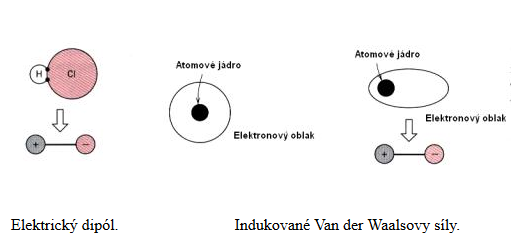 H Cl
+ −
Atomové jádro
Elektronový oblak
Atomové jádro
Elektronový oblak
+ −
Elektrický dipól.
Indukované Van der Waalsovy síly.